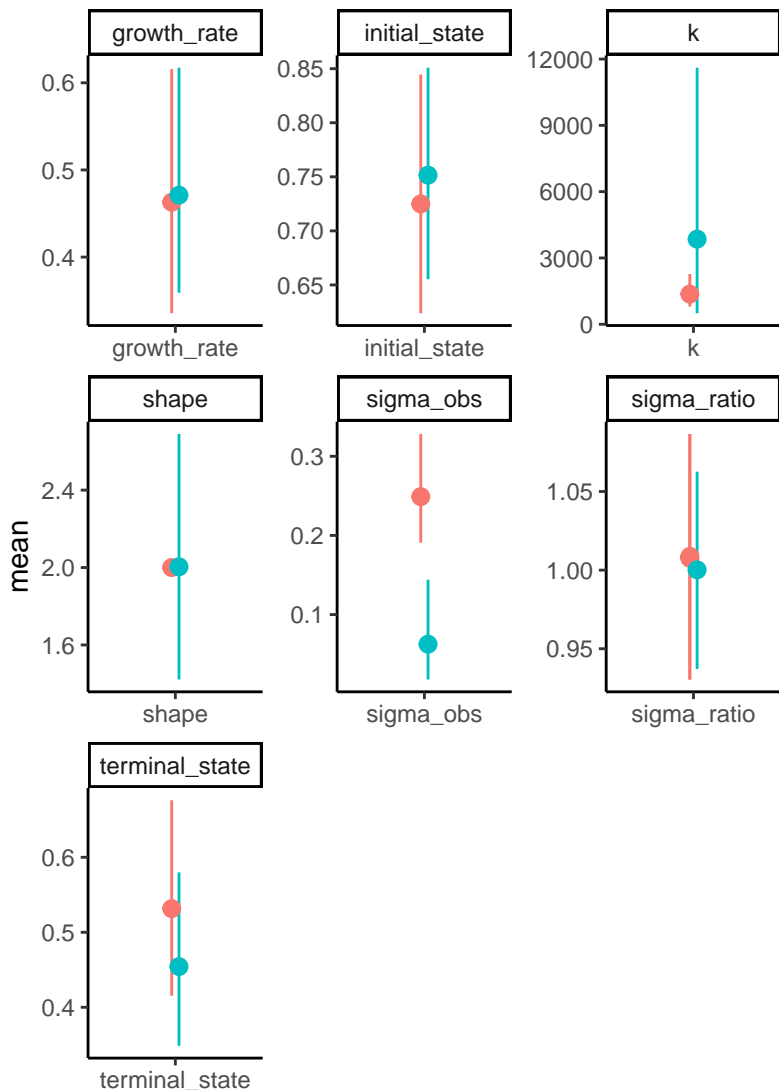 growth_rate
initial_state
k
0.6
0.5
0.4
0.85
0.80
0.75
0.70
0.65
12000
9000
6000
3000
0
growth_rate
initial_state
k
shape
sigma_obs
sigma_ratio
mean
2.4
2.0
1.6
0.3
0.2
0.1
1.05
1.00
0.95
shape
sigma_obs
sigma_ratio
terminal_state
0.6
0.5
0.4
terminal_state